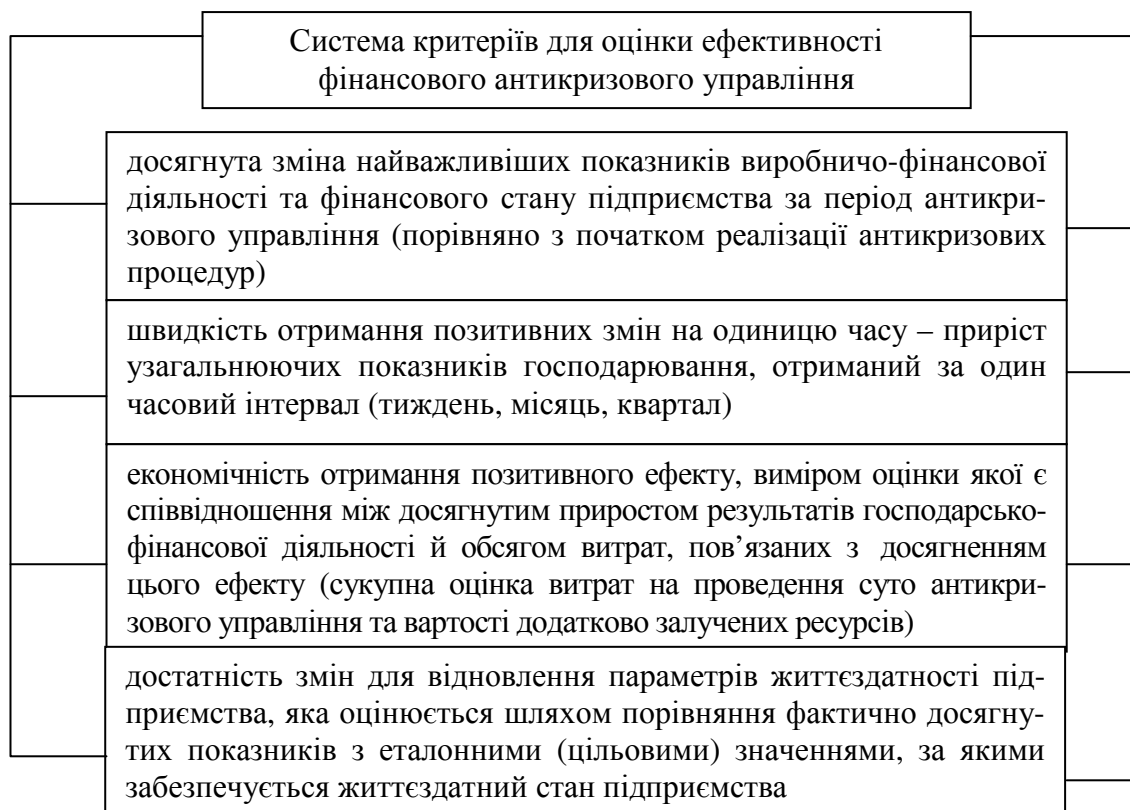 Система критеріїв для оцінки ефективності
фінансового антикризового управління
досягнута зміна найважливіших показників виробничо-фінансової
діяльності та фінансового стану підприємства за період антикри-
зового управління (порівняно з початком реалізації антикризових
процедур)
швидкість отримання позитивних змін на одиницю часу – приріст
узагальнюючих показників господарювання, отриманий за один
часовий інтервал (тиждень, місяць, квартал)
економічність отримання позитивного ефекту, виміром оцінки якої є
співвідношення між досягнутим приростом результатів господарсько-
фінансової діяльності й обсягом витрат, пов’язаних з досягненням
цього ефекту (сукупна оцінка витрат на проведення суто антикри-
зового управління та вартості додатково залучених ресурсів)
достатність змін для відновлення параметрів життєздатності під-
приємства, яка оцінюється шляхом порівняння фактично досягну-
тих показників з еталонними (цільовими) значеннями, за якими
забезпечується життєздатний стан підприємства